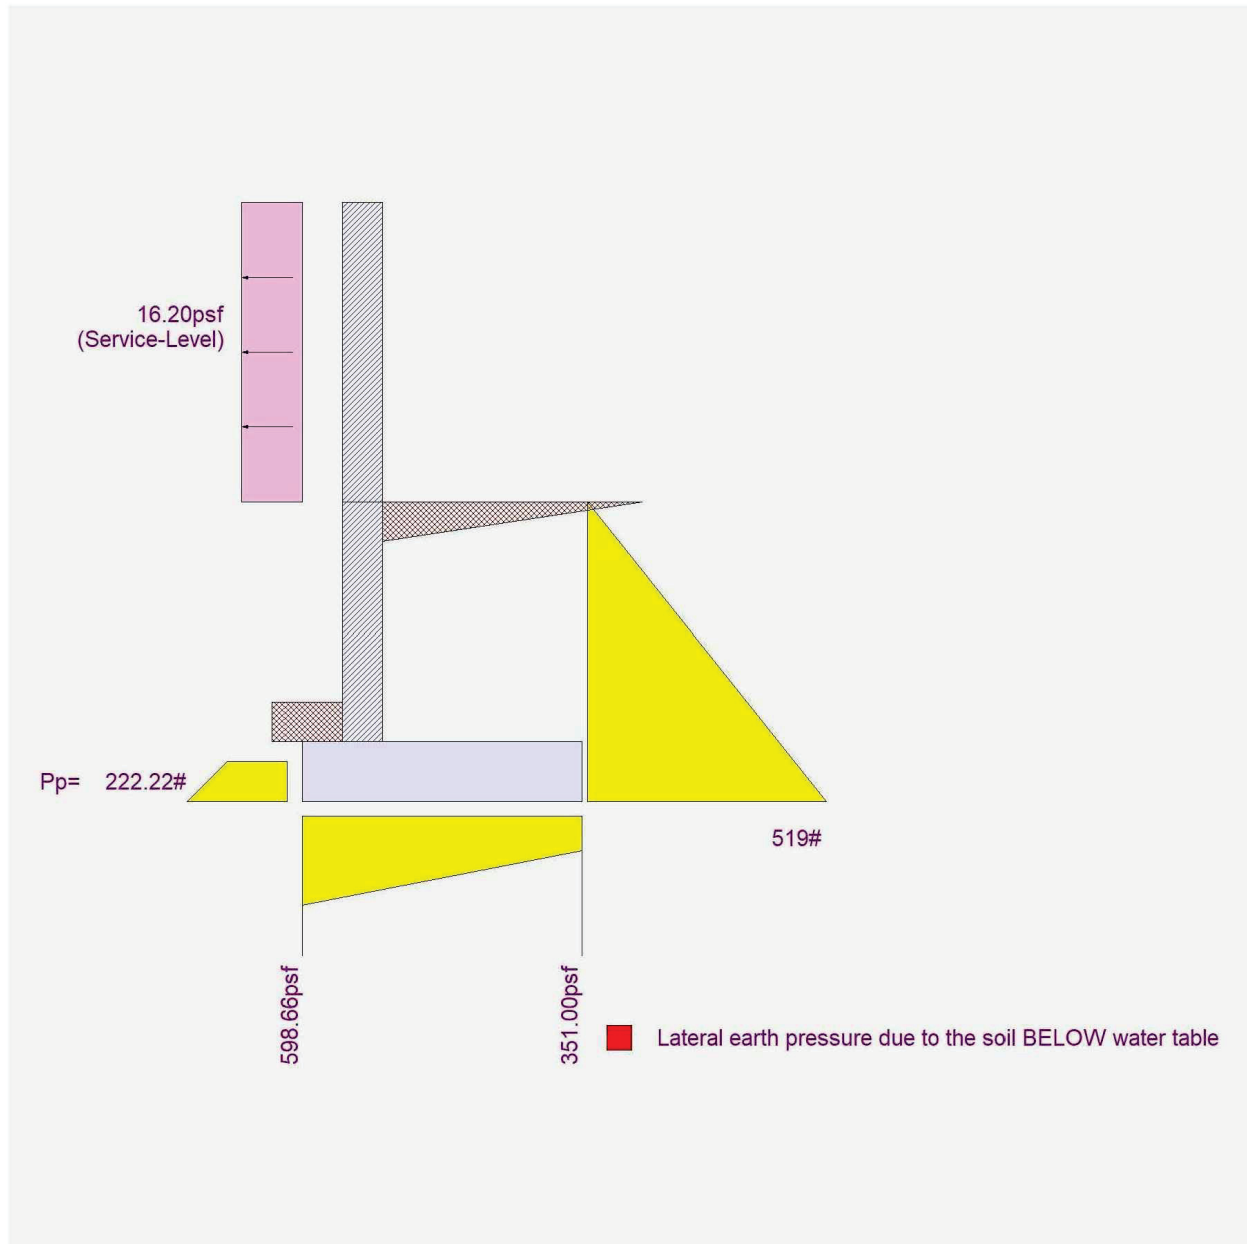 16.20psf
(Service-Level)
Pp= 222.22#
519#
598.66psf
351.00psf
Lateral earth pressure due to the soil BELOW water table